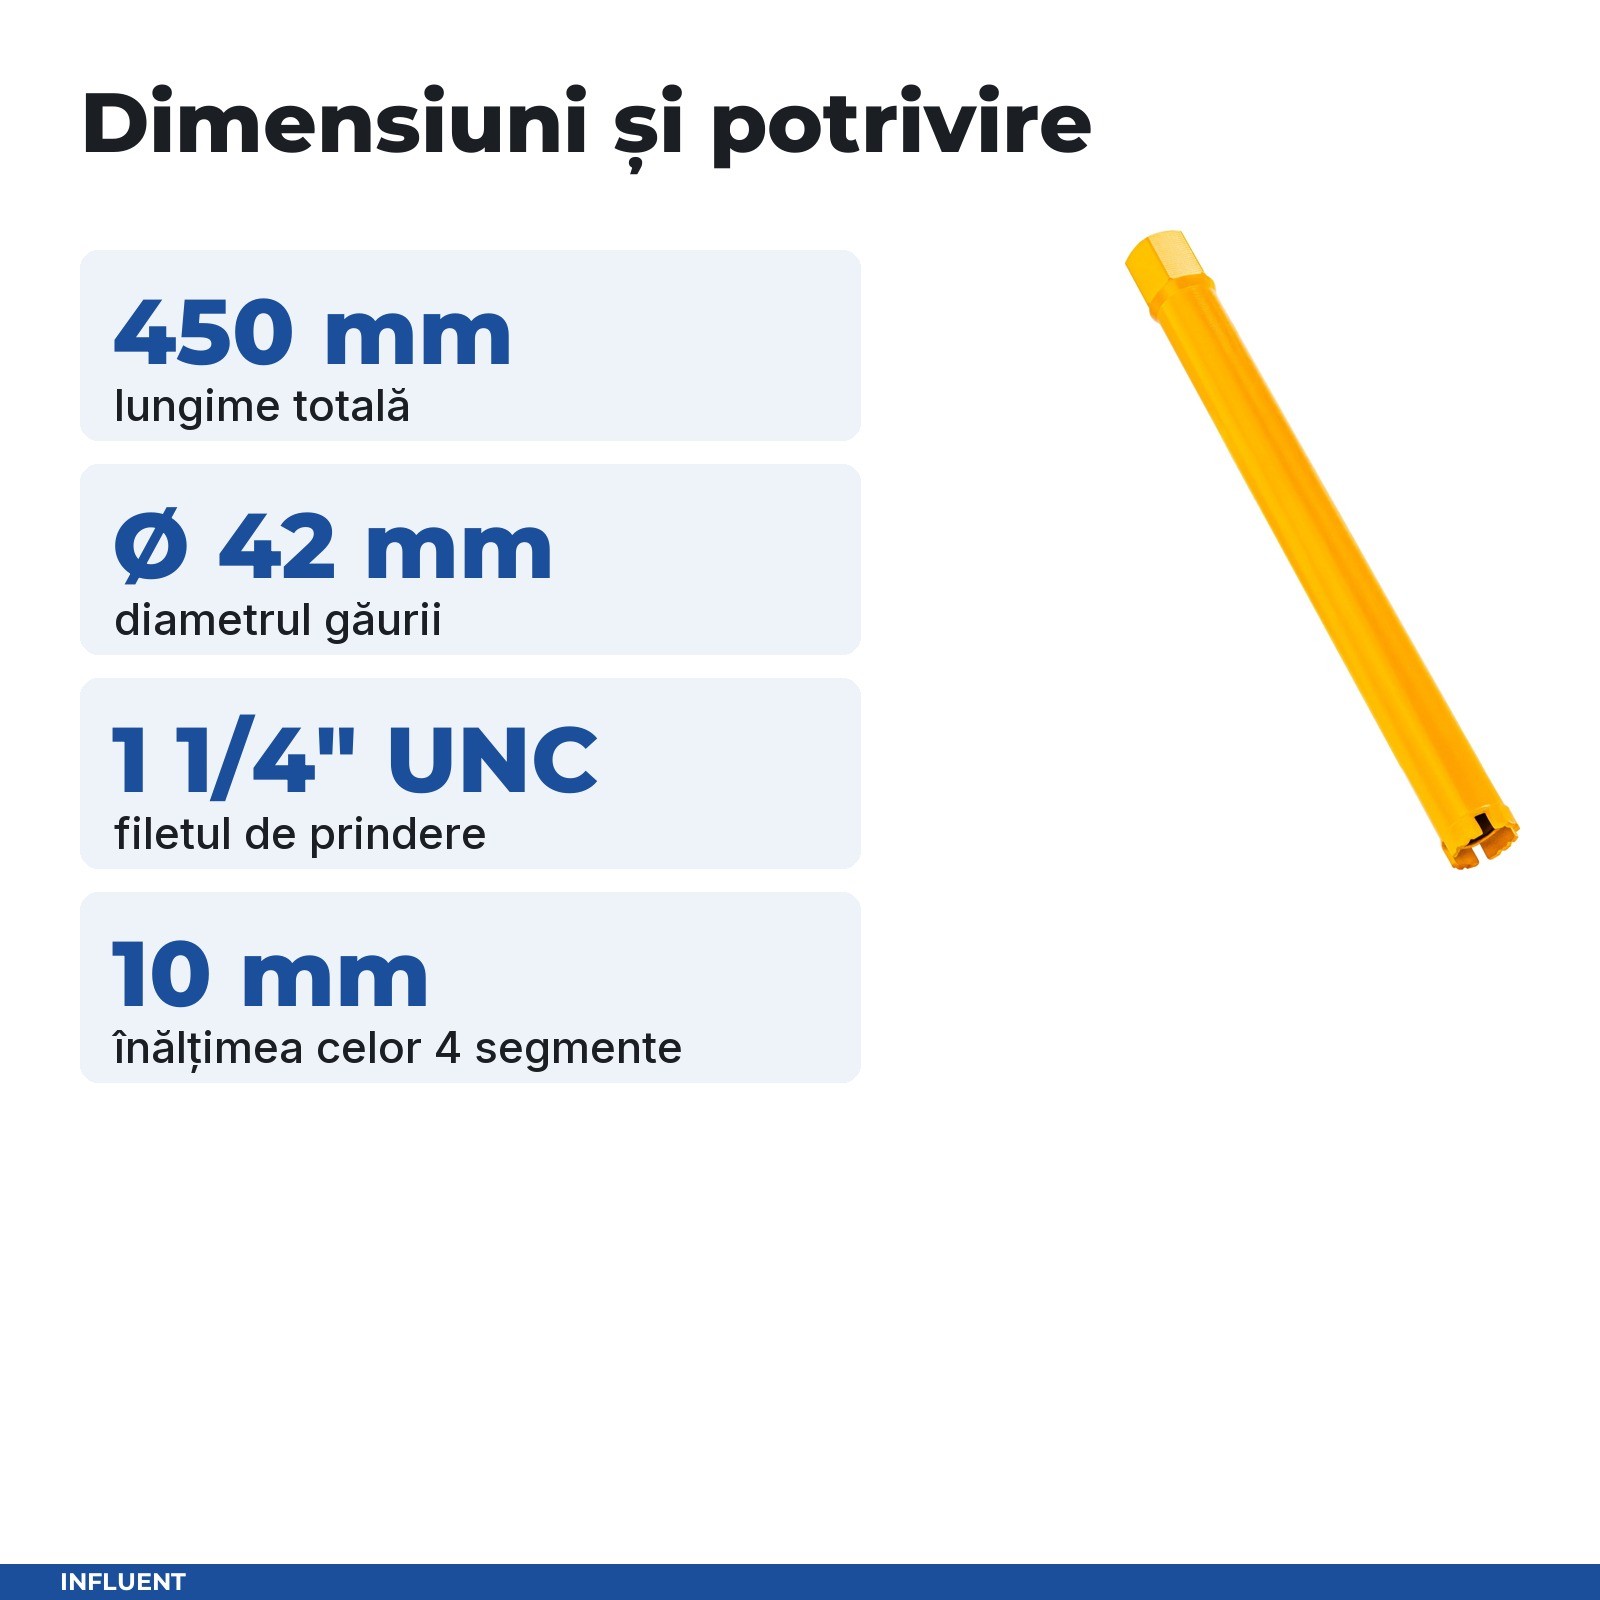 Dimensiuni și potrivire
450 mm
lungime totală
Ø 42 mm
diametrul găurii
1 1/4" UNC
filetul de prindere
10 mm
înălțimea celor 4 segmente
INFLUENT